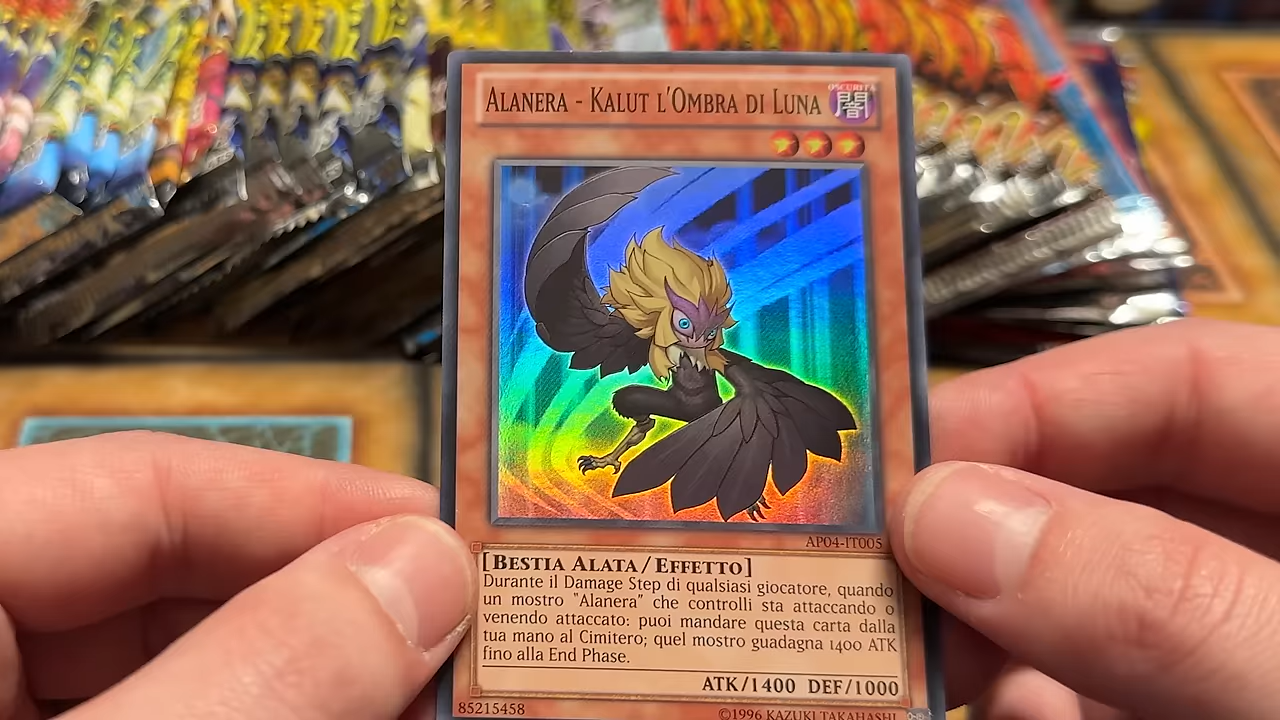 Alanera - Kalut l'Ombra di Luna
OSCURITÀ
闇
AP04-IT005
[Bestia Alata/Effetto]
Durante il Damage Step di qualsiasi giocatore, quando
un mostro "Alanera" che controlli sta attaccando o
venendo attaccato: puoi mandare questa carta dalla
tua mano al Cimitero; quel mostro guadagna 1400 ATK
fino alla End Phase.
ATK/1400 DEF/1000
85215458
©1996 KAZUKI TAKAHASHI